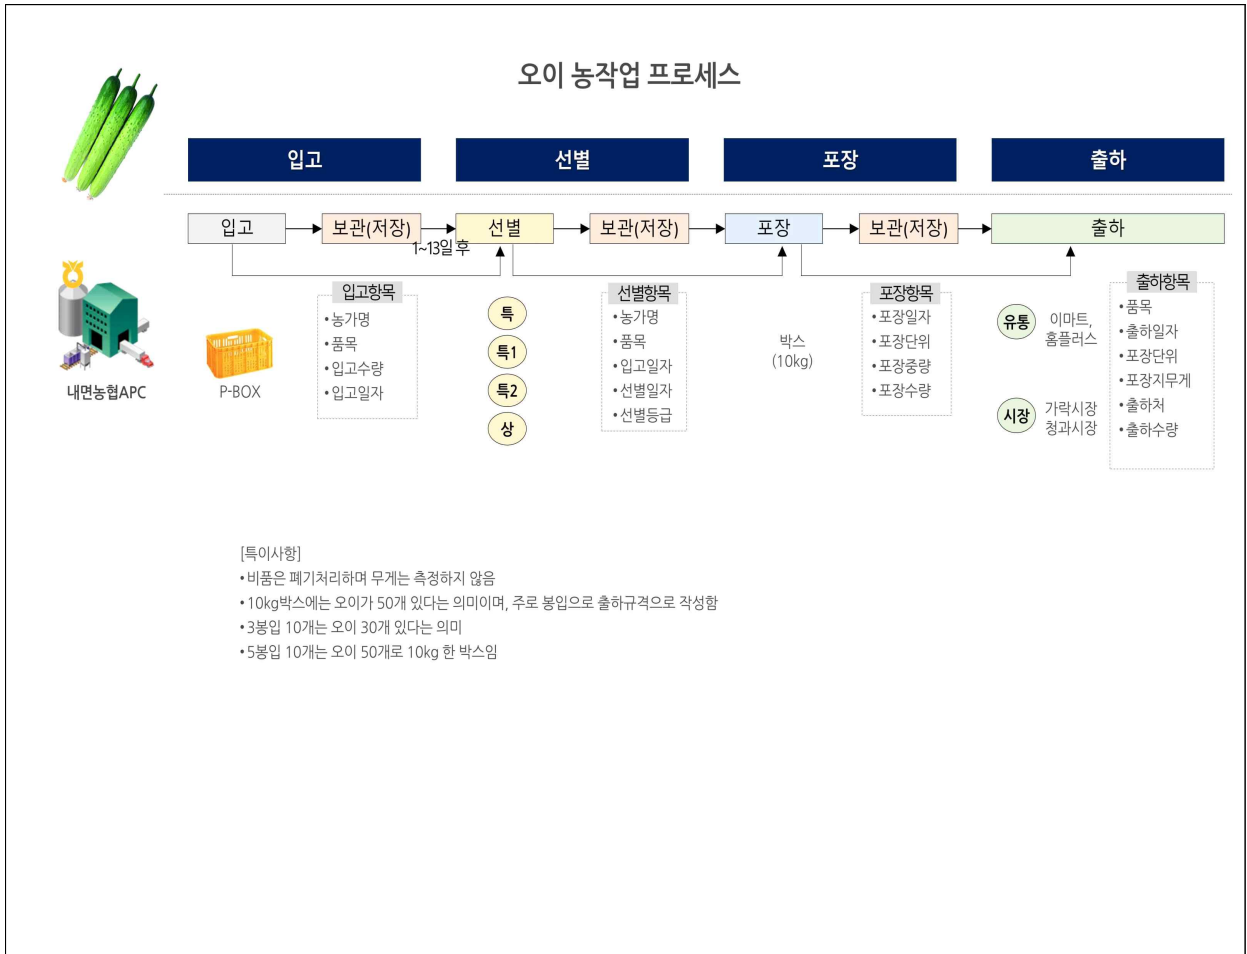 오이 농작업 프로세스
입고
선별
포장
출하
입고
보관(저장)
선별
보관(저장)
포장
보관(저장)
출하
1~13일 후
내면농협APC
P-BOX
입고항목
•농가명
•품목
•입고수량
•입고일자
특
특1
특2
상
선별항목
•농가명
•품목
•입고일자
•선별일자
•선별등급
박스
(10kg)
포장항목
•포장일자
•포장단위
•포장중량
•포장수량
유통
이마트,
홈플러스
시장
가락시장
청과시장
출하항목
•품목
•출하일자
•포장단위
•포장지무게
•출하처
•출하수량
[특이사항]
•비품은 폐기처리하며 무게는 측정하지 않음
•10kg박스에는 오이가 50개 있다는 의미이며, 주로 봉입으로 출하규격으로 작성함
•3봉입 10개는 오이 30개 있다는 의미
•5봉입 10개는 오이 50개로 10kg 한 박스임